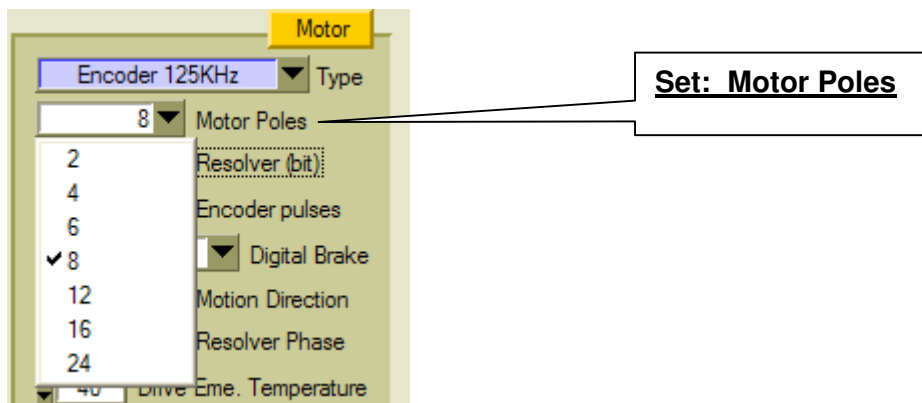 Motor
Encoder 125KHz Type
8 Motor Poles
Set: Motor Poles
2
4
6
8
12
16
24
Resolver (bit)
Encoder pulses
Digital Brake
Motion Direction
Resolver Phase
40 Drive Eme. Temperature